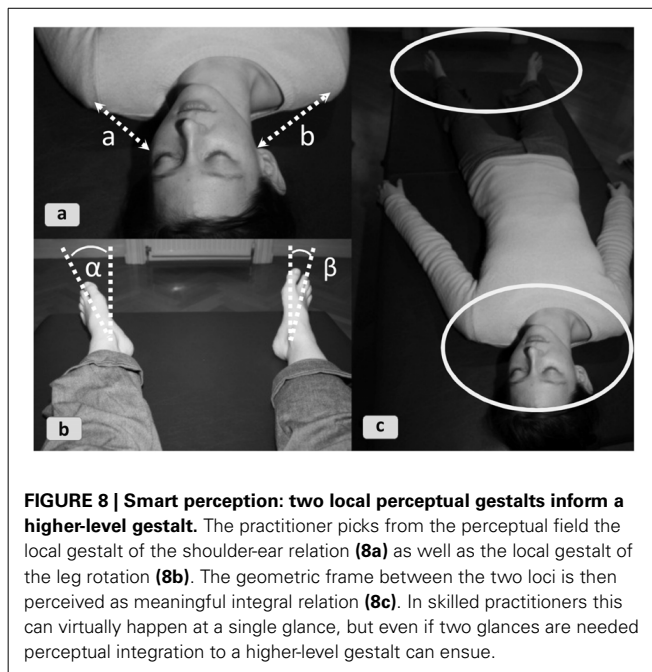 a
b
a
α
β
b
c
FIGURE 8 | Smart perception: two local perceptual gestalts inform a
higher-level gestalt. The practitioner picks from the perceptual field the
local gestalt of the shoulder-ear relation (8a) as well as the local gestalt of
the leg rotation (8b). The geometric frame between the two loci is then
perceived as meaningful integral relation (8c). In skilled practitioners this
can virtually happen at a single glance, but even if two glances are needed
perceptual integration to a higher-level gestalt can ensue.